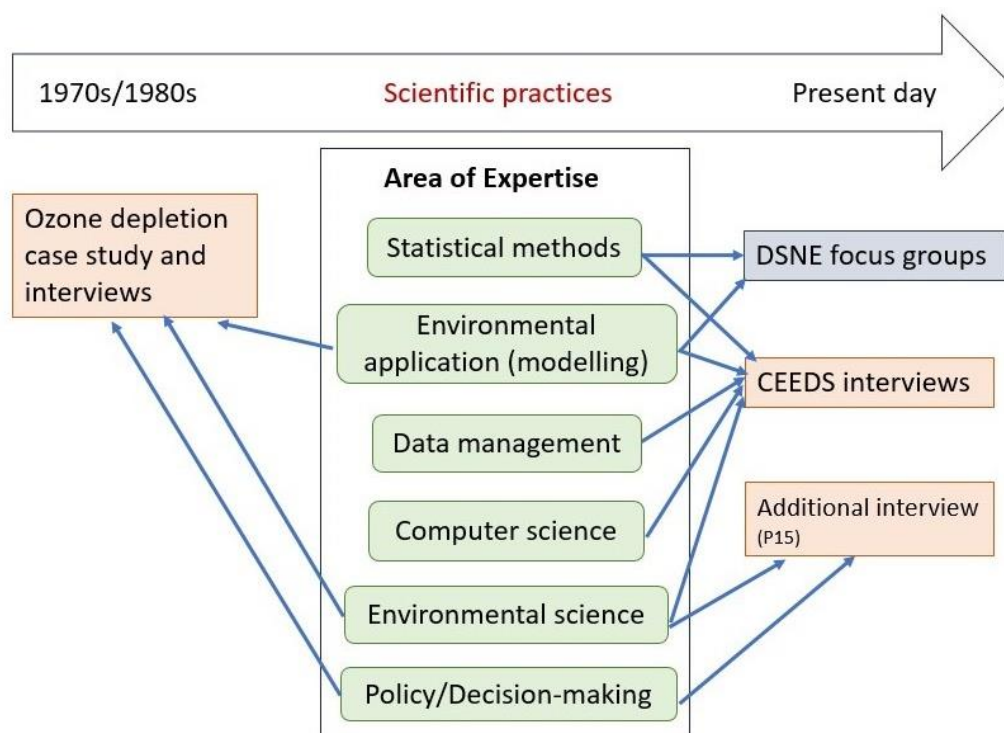 1970s/1980s
Scientific practices
Present day
Area of Expertise
Ozone depletion
case study and
interviews
Statistical methods
DSNE focus groups
Environmental
application (modelling)
CEEDS interviews
Data management
Computer science
Additional interview
(P15)
Environmental science
Policy/Decision-making